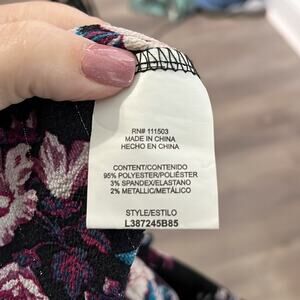 RN# 111503
MADE IN CHINA
HECHO EN CHINA
CONTENT/CONTENIDO
95% POLYESTER/POLIÉSTER
3% SPANDEX/ELASTANO
2% METALLIC/METÁLICO
STYLE/ESTILO
L387245B85